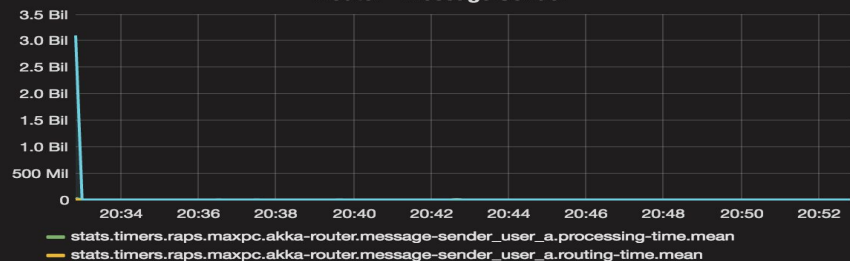 3.5 Bil
3.0 Bil
2.5 Bil
2.0 Bil
1.5 Bil
1.0 Bil
500 Mil
0
20:34 20:36 20:38 20:40 20:42 20:44 20:46 20:48 20:50 20:52
stats.timers.raps.maxpc.akka-router.message-sender_user_a.processing-time.mean
stats.timers.raps.maxpc.akka-router.message-sender_user_a.routing-time.mean